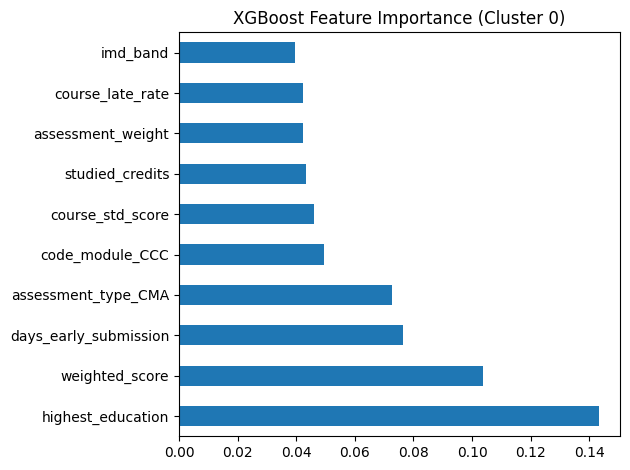 XGBoost Feature Importance (Cluster 0)
imd_band
course_late_rate
assessment_weight
studied_credits
course_std_score
code_module_CCC
assessment_type_CMA
days_early_submission
weighted_score
highest_education
0.00 0.02 0.04 0.06 0.08 0.10 0.12 0.14